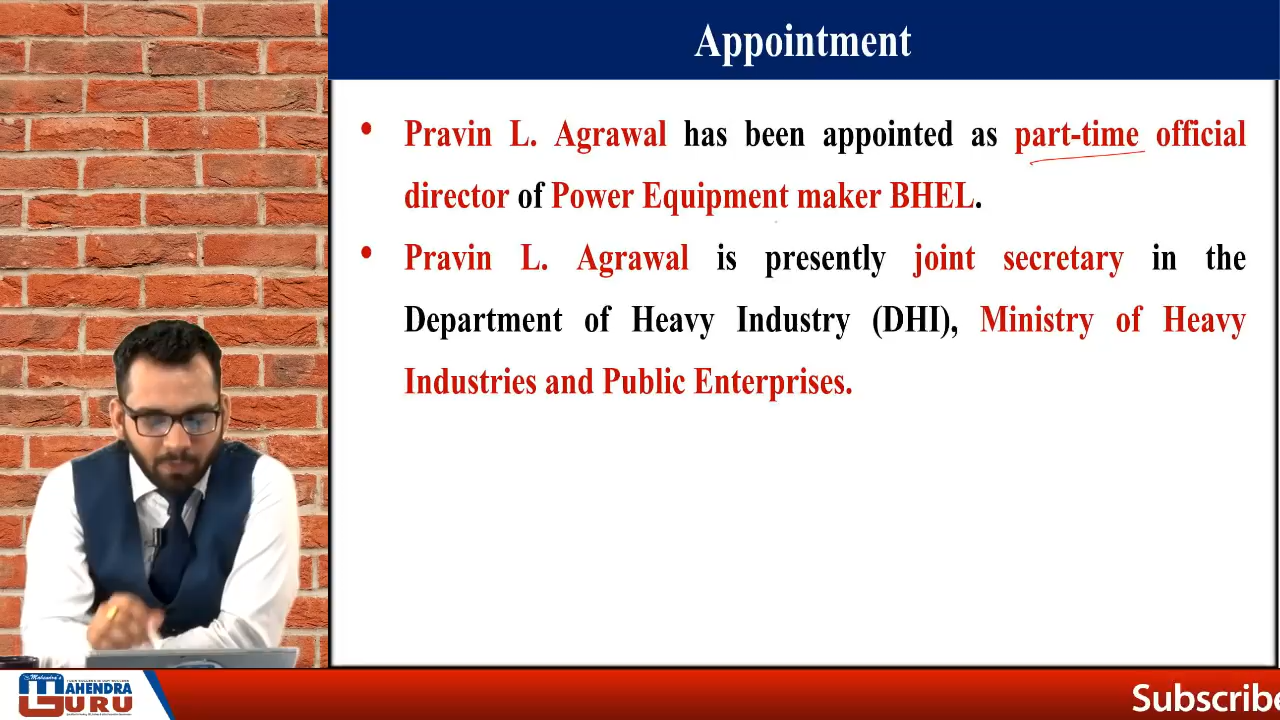 Appointment
• Pravin L. Agrawal has been appointed as part-time official
director of Power Equipment maker BHEL.
• Pravin L. Agrawal is presently joint secretary in the
Department of Heavy Industry (DHI), Ministry of Heavy
Industries and Public Enterprises.
Mahendra's
MAHENDRA
GURU
Subscribe